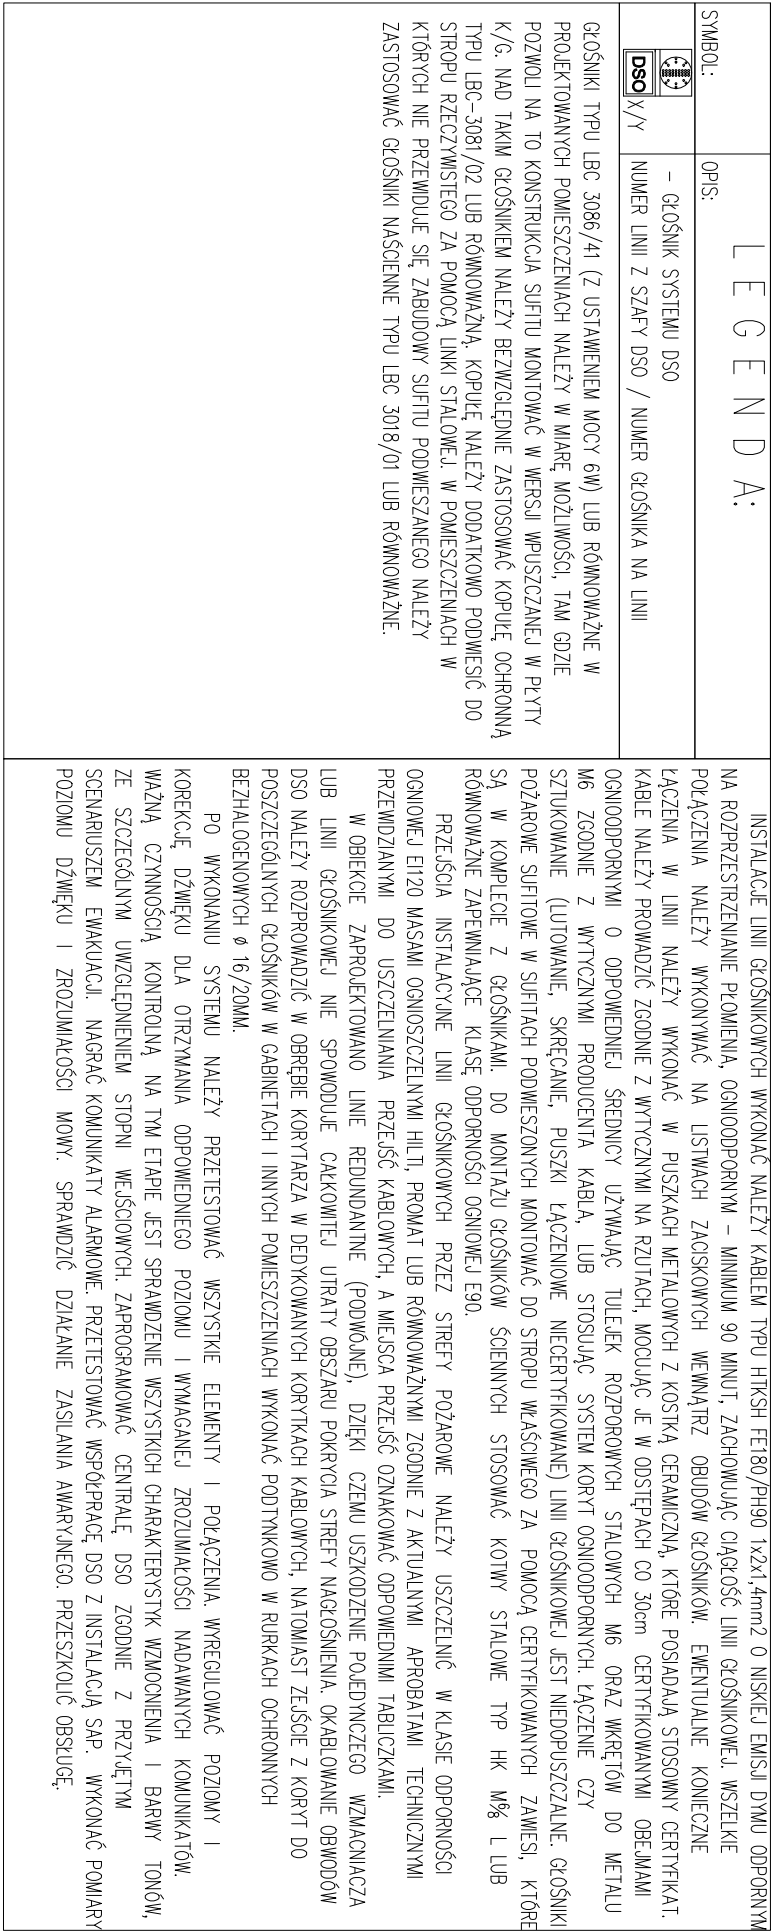 L E G E N D A:
SYMBOL:
OPIS:
DSO X/Y
– GŁOŚNIK SYSTEMU DSO
NUMER LINII Z SZAFY DSO / NUMER GŁOŚNIKA NA LINII
GŁOŚNIKI TYPU LBC 3086/41 (Z USTAWIENIEM MOCY 6W) LUB RÓWNOWAŻNE W
PROJEKTOWANYCH POMIESZCZENIACH NALEŻY W MIARĘ MOŻLIWOŚCI, TAM GDZIE
POZWOLI NA TO KONSTRUKCJA SUFITU MONTOWAĆ W WERSJI WPUSZCZANEJ W PŁYTY
K/G. NAD TAKIM GŁOŚNIKIEM NALEŻY BEZWZGLĘDNIE ZASTOSOWAĆ KOPUŁĘ OCHRONNĄ
TYPU LBC–3081/02 LUB RÓWNOWAŻNĄ. KOPUŁĘ NALEŻY DODATKOWO PODWIESIĆ DO
STROPU RZECZYWISTEGO ZA POMOCĄ LINKI STALOWEJ. W POMIESZCZENIACH W
KTÓRYCH NIE PRZEWIDUJE SIĘ ZABUDOWY SUFITU PODWIESZANEGO NALEŻY
ZASTOSOWAĆ GŁOŚNIKI NAŚCIENNE TYPU LBC 3018/01 LUB RÓWNOWAŻNE.
INSTALACJE LINII GŁOŚNIKOWYCH WYKONAĆ NALEŻY KABLEM TYPU HTKSH FE180/PH90 1x2x1,4mm2 O NISKIEJ EMISJI DYMU ODPORNYM
NA ROZPRZESTRZENIANIE PŁOMIENIA, OGNIOODPORNYM – MINIMUM 90 MINUT, ZACHOWUJĄC CIĄGŁOŚĆ LINII GŁOŚNIKOWEJ. WSZELKIE
POŁĄCZENIA NALEŻY WYKONYWAĆ NA LISTWACH ZACISKOWYCH WEWNĄTRZ OBUDÓW GŁOŚNIKÓW. EWENTUALNE KONIECZNE
ŁĄCZENIA W LINII NALEŻY WYKONAĆ W PUSZKACH METALOWYCH Z KOSTKĄ CERAMICZNĄ, KTÓRE POSIADAJĄ STOSOWNY CERTYFIKAT.
KABLE NALEŻY PROWADZIĆ ZGODNIE Z WYTYCZNYMI NA RZUTACH, MOCUJĄC JE W ODSTĘPACH CO 30cm CERTYFIKOWANYMI OBEJMAMI
OGNIOODPORNYMI O ODPOWIEDNIEJ ŚREDNICY UŻYWAJĄC TULEJEK ROZPOROWYCH STALOWYCH M6 ORAZ WKRĘTÓW DO METALU
M6 ZGODNIE Z WYTYCZNYMI PRODUCENTA KABLA, LUB STOSUJĄC SYSTEM KORYT OGNIOODPORNYCH. ŁĄCZENIE CZY
SZTUKOWANIE (LUTOWANIE, SKRĘCANIE, PUSZKI ŁĄCZENIOWE NIECERTYFIKOWANE) LINII GŁOŚNIKOWEJ JEST NIEDOPUSZCZALNE. GŁOŚNIKI
POŻAROWE SUFITOWE W SUFITACH PODWIESZONYCH MONTOWAĆ DO STROPU WŁAŚCIWEGO ZA POMOCĄ CERTYFIKOWANYCH ZAWIESI, KTÓRE
SĄ W KOMPLECIE Z GŁOŚNIKAMI. DO MONTAŻU GŁOŚNIKÓW ŚCIENNYCH STOSOWAĆ KOTWY STALOWE TYP HK M6/8 L LUB
RÓWNOWAŻNE ZAPEWNIAJĄCE KLASĘ ODPORNOŚCI OGNIOWEJ E90.
PRZEJŚCIA INSTALACYJNE LINII GŁOŚNIKOWYCH PRZEZ STREFY POŻAROWE NALEŻY USZCZELNIĆ W KLASIE ODPORNOŚCI
OGNIOWEJ EI120 MASAMI OGNIOSZCZELNYMI HILTI, PROMAT LUB RÓWNOWAŻNYMI ZGODNIE Z AKTUALNYMI APROBATAMI TECHNICZNYMI
PRZEWIDZIANYMI DO USZCZELNIANIA PRZEJŚĆ KABLOWYCH, A MIEJSCA PRZEJŚĆ OZNAKOWAĆ ODPOWIEDNIMI TABLICZKAMI.
W OBIEKCIE ZAPROJEKTOWANO LINIE REDUNDANTNE (PODWÓJNE), DZIĘKI CZEMU USZKODZENIE POJEDYNCZEGO WZMACNIACZA
LUB LINII GŁOŚNIKOWEJ NIE SPOWODUJE CAŁKOWITEJ UTRATY OBSZARU POKRYCIA STREFY NAGŁOŚNIENIA. OKABLOWANIE OBWODÓW
DSO NALEŻY ROZPROWADZIĆ W OBRĘBIE KORYTARZA W DEDYKOWANYCH KORYTKACH KABLOWYCH, NATOMIAST ZEJŚCIE Z KORYT DO
POSZCZEGÓLNYCH GŁOŚNIKÓW W GABINETACH I INNYCH POMIESZCZENIACH WYKONAĆ PODTYNKOWO W RURKACH OCHRONNYCH
BEZHALOGENOWYCH ø 16/20MM.
PO WYKONANIU SYSTEMU NALEŻY PRZETESTOWAĆ WSZYSTKIE ELEMENTY I POŁĄCZENIA. WYREGULOWAĆ POZIOMY I
KOREKCJĘ DŹWIĘKU DLA OTRZYMANIA ODPOWIEDNIEGO POZIOMU I WYMAGANEJ ZROZUMIAŁOŚCI NADAWANYCH KOMUNIKATÓW.
WAŻNĄ CZYNNOŚCIĄ KONTROLNĄ NA TYM ETAPIE JEST SPRAWDZENIE WSZYSTKICH CHARAKTERYSTYK WZMOCNIENIA I BARWY TONÓW,
ZE SZCZEGÓLNYM UWZGLĘDNIENIEM STOPNI WEJŚCIOWYCH. ZAPROGRAMOWAĆ CENTRALĘ DSO ZGODNIE Z PRZYJĘTYM
SCENARIUSZEM EWAKUACJI. NAGRAĆ KOMUNIKATY ALARMOWE. PRZETESTOWAĆ WSPÓŁPRACĘ DSO Z INSTALACJĄ SAP. WYKONAĆ POMIARY
POZIOMU DŹWIĘKU I ZROZUMIAŁOŚCI MOWY. SPRAWDZIĆ DZIAŁANIE ZASILANIA AWARYJNEGO. PRZESZKOLIĆ OBSŁUGĘ.